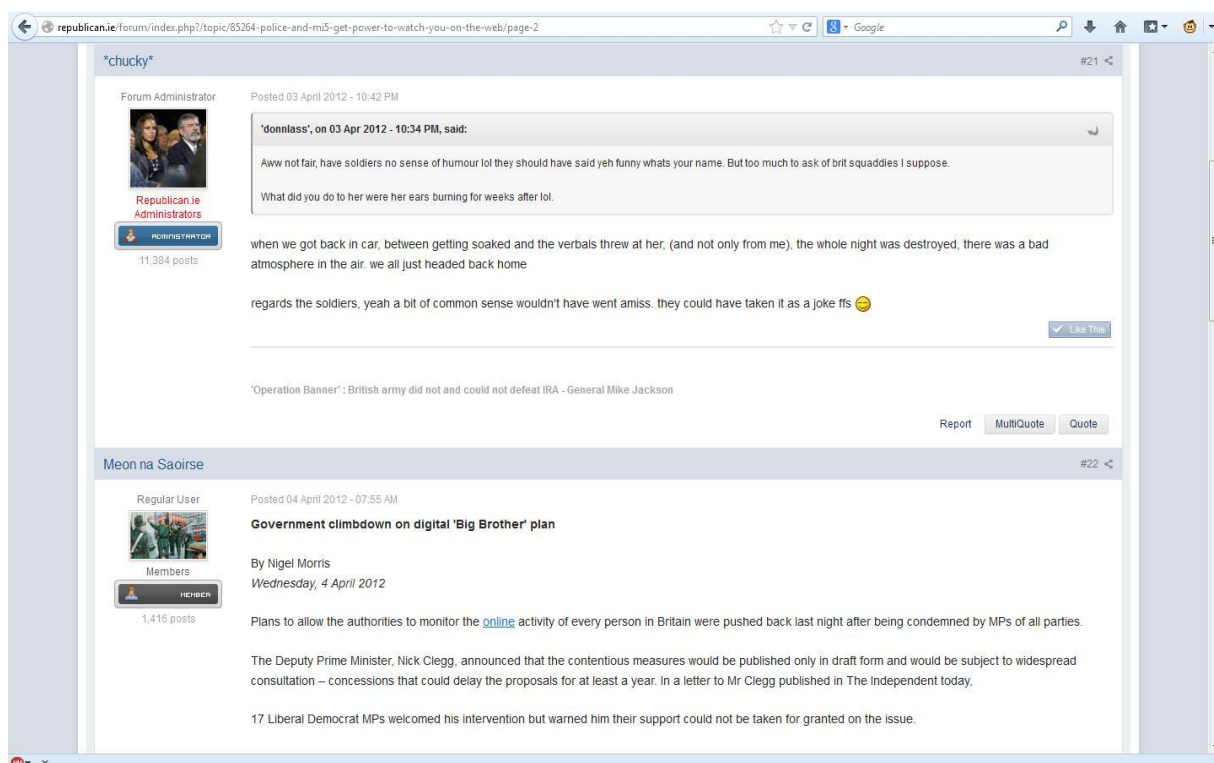 republican.ie/forum/index.php?/topic/85264-police-and-mi5-get-power-to-watch-you-on-the-web/page-2
Google
*chucky*
#21
Forum Administrator
Posted 03 April 2012 - 10:42 PM
'donnlass', on 03 Apr 2012 - 10:34 PM, said:
Aww not fair, have soldiers no sense of humour lol they should have said yeh funny whats your name. But too much to ask of brit squaddies I suppose.
What did you do to her were her ears burning for weeks after lol.
Republican.ie
Administrators
ADMINISTRATOR
11,384 posts
when we got back in car, between getting soaked and the verbals threw at her, (and not only from me), the whole night was destroyed, there was a bad
atmosphere in the air. we all just headed back home
regards the soldiers, yeah a bit of common sense wouldn't have went amiss. they could have taken it as a joke ffs
Like This
'Operation Banner' : British army did not and could not defeat IRA - General Mike Jackson
Report
MultiQuote
Quote
Meon na Saoirse
#22
Regular User
Posted 04 April 2012 - 07:55 AM
Members
MEMBER
1,416 posts
Government climbdown on digital 'Big Brother' plan
By Nigel Morris
Wednesday, 4 April 2012
Plans to allow the authorities to monitor the online activity of every person in Britain were pushed back last night after being condemned by MPs of all parties.
The Deputy Prime Minister, Nick Clegg, announced that the contentious measures would be published only in draft form and would be subject to widespread
consultation – concessions that could delay the proposals for at least a year. In a letter to Mr Clegg published in The Independent today,
17 Liberal Democrat MPs welcomed his intervention but warned him their support could not be taken for granted on the issue.